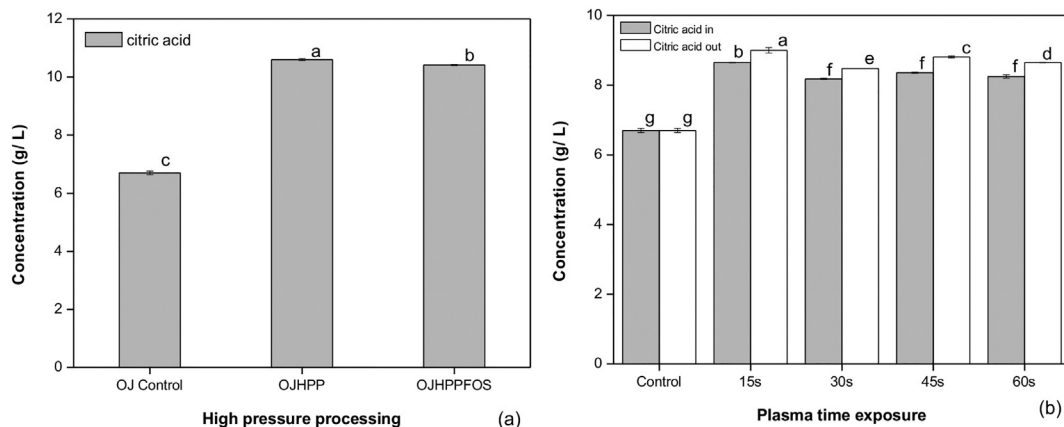 12
10
8
6
4
2
0
Concentration (g/ L)
citric acid
c
a
b
OJ Control
OJHPP
OJHPPFOS
High pressure processing
(a)
10
8
6
4
2
0
Concentration (g/ L)
Citric acid in
Citric acid out
g
g
b
a
f
e
f
c
f
d
Control
15s
30s
45s
60s
Plasma time exposure
(b)